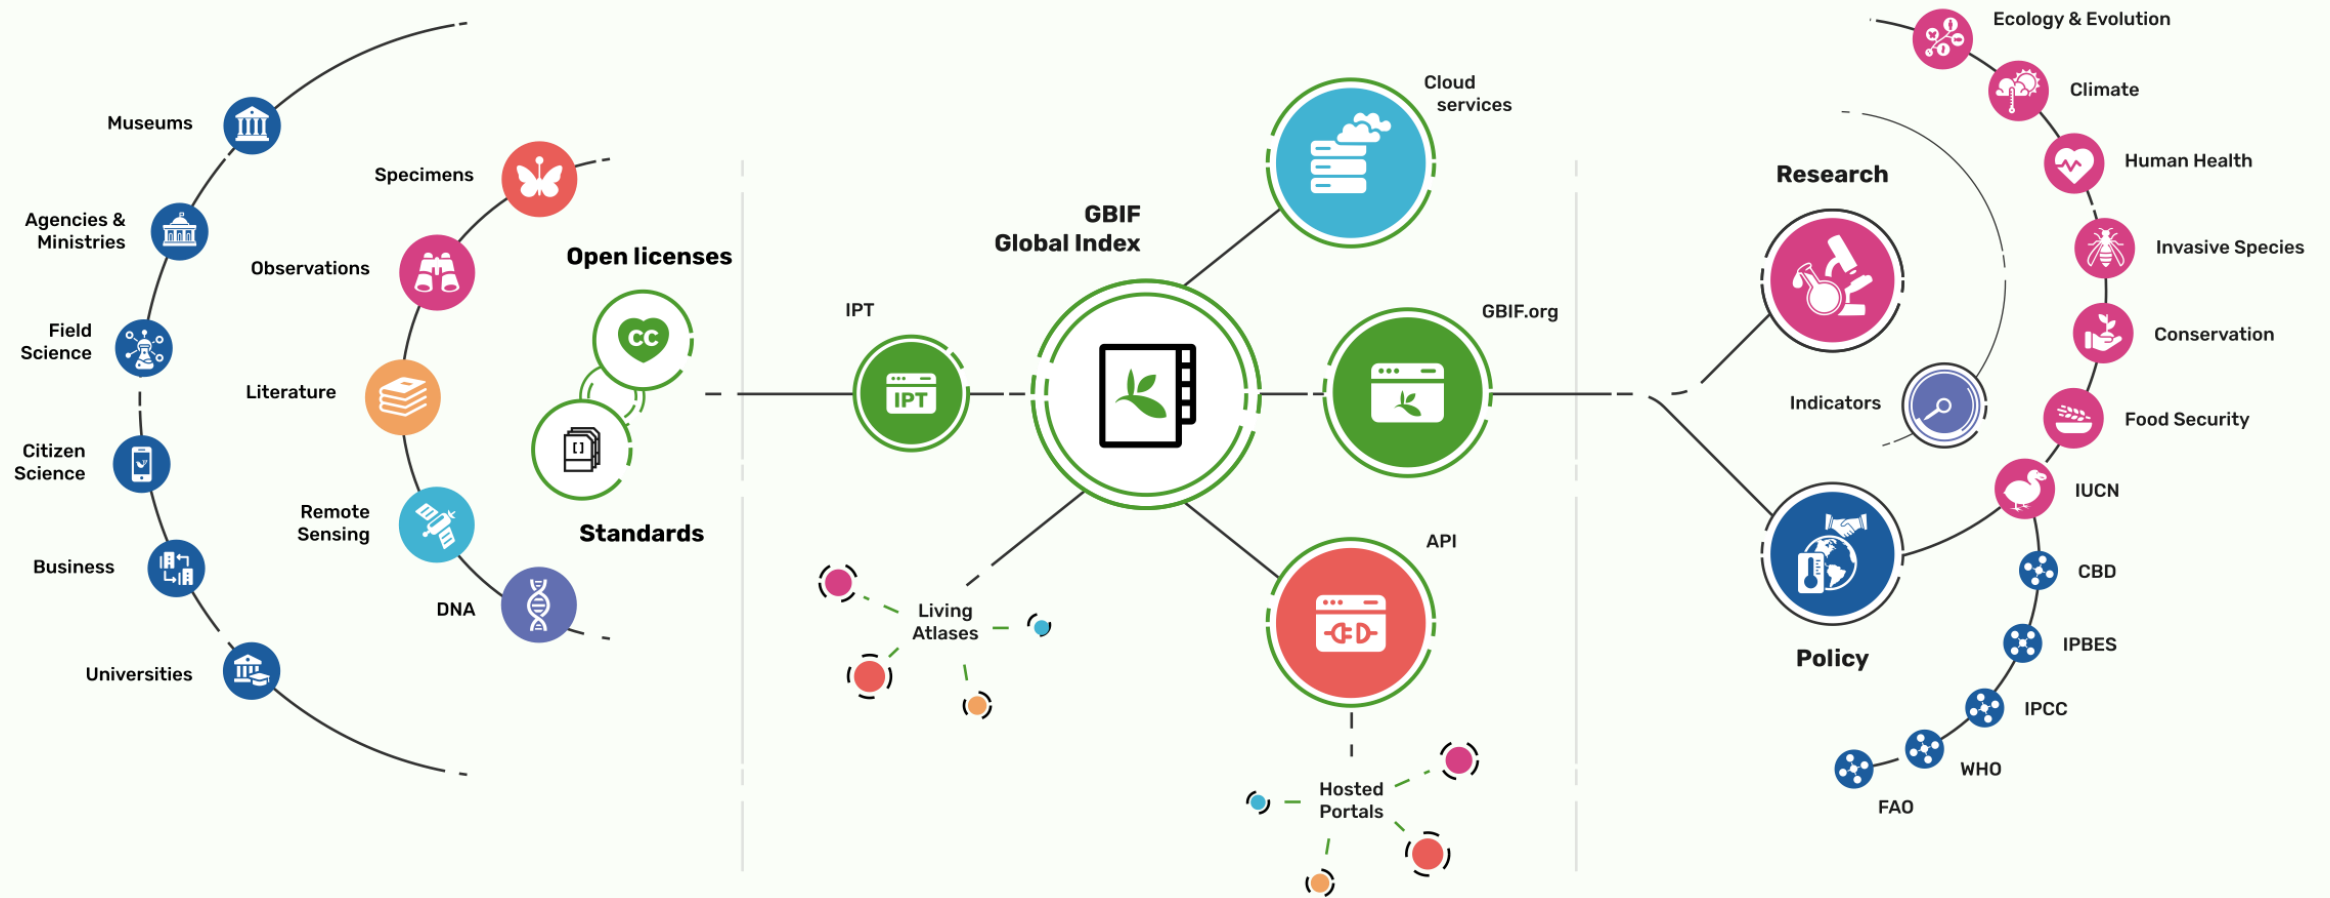 Museums
Agencies &
Ministries
Field
Science
Citizen
Science
Business
Universities
Specimens
Observations
Literature
Remote
Sensing
DNA
Open licenses
CC
[ ]
Standards
IPT
IPT
GBIF
Global Index
Cloud
services
GBIF.org
API
Living
Atlases
Hosted
Portals
Research
Indicators
Policy
Ecology & Evolution
Climate
Human Health
Invasive Species
Conservation
Food Security
IUCN
CBD
IPBES
IPCC
WHO
FAO